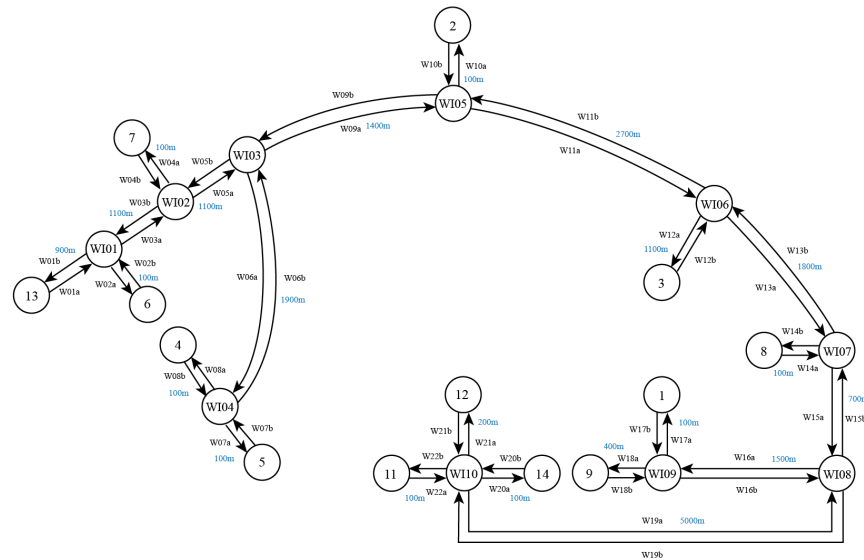 2
W10b
W10a
100m
W09b
WI05
W11b
2700m
W09a
1400m
W11a
7
100m
W04a
W04b
W05b
WI03
WI02
W05a
1100m
W03b
1100m
WI01
W03a
900m
W01b
W02b
100m
W01a
W02a
13
6
WI06
W12a
1100m
W12b
3
W13b
1800m
W13a
W06a
W06b
1900m
4
W08a
W08b
100m
WI04
W07b
W07a
100m
5
W14b
8
WI07
W14a
100m
12
1
700m
W15a
W15b
W21b
200m
W21a
W17b
100m
W17a
W22b
W20b
400m
W18a
W16a
1500m
11
WI10
14
9
WI09
WI08
W22a
W20a
W18b
W16b
100m
100m
W19a
5000m
W19b